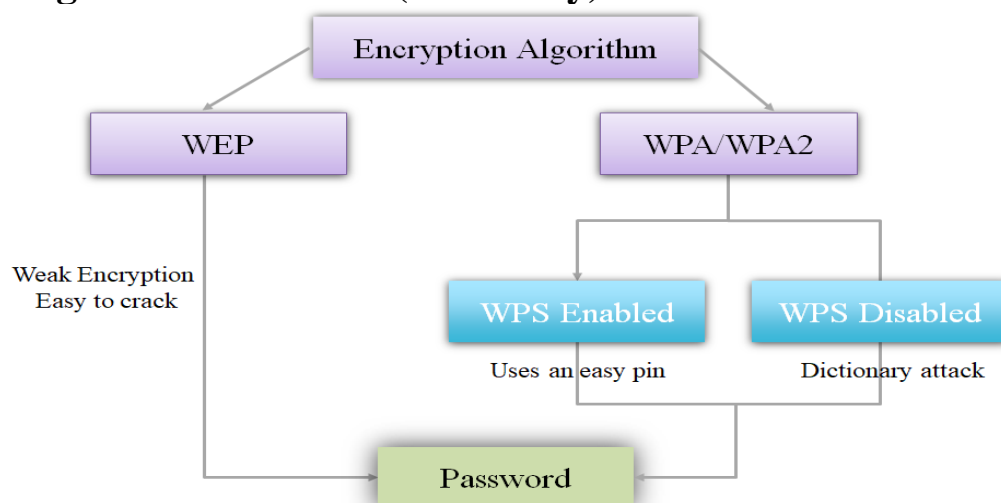 Encryption Algorithm
WEP
WPA/WPA2
Weak Encryption
Easy to crack
WPS Enabled
WPS Disabled
Uses an easy pin
Dictionary attack
Password